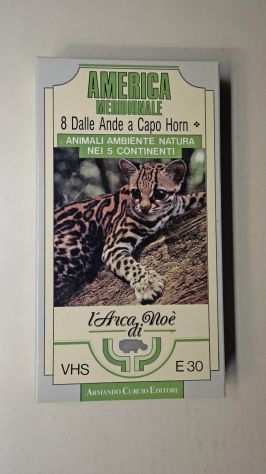 AMERICA
MERIDIONALE
8 Dalle Ande a Capo Horn
ANIMALI AMBIENTE NATURA
NEI 5 CONTINENTI
l'Arca di Noè
VHS E 30
ARMANDO CURCIO EDITORE